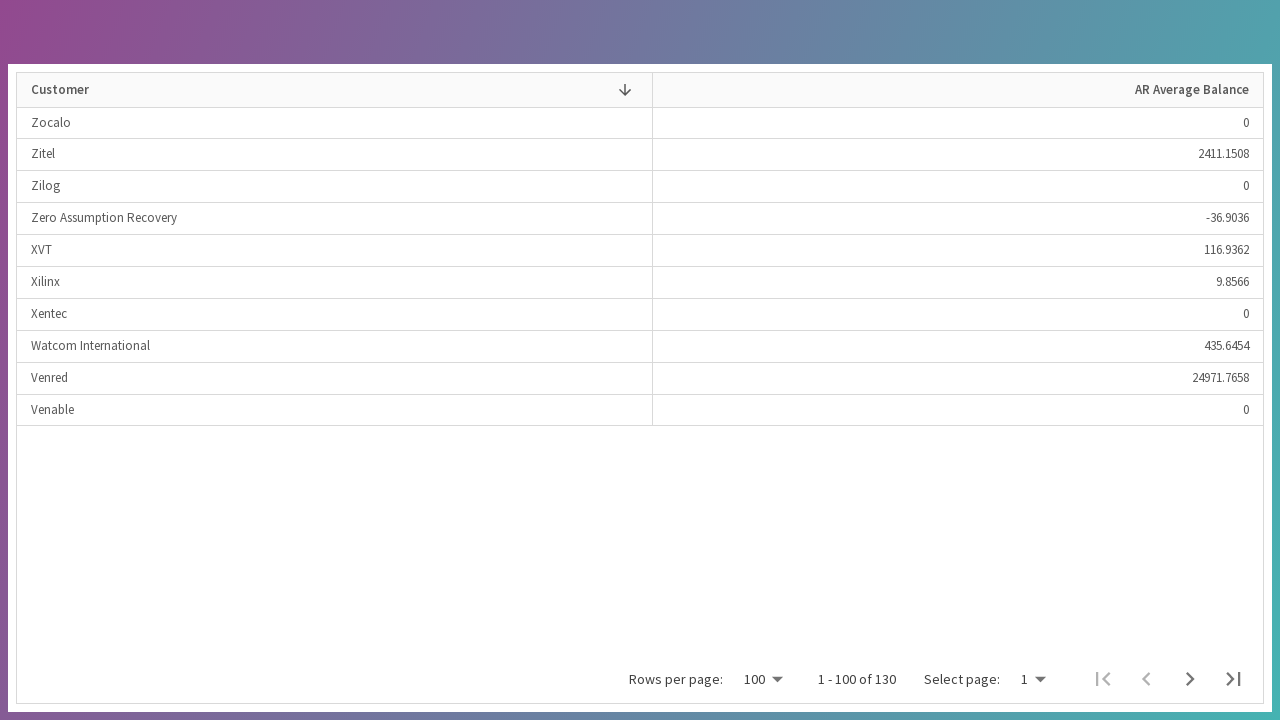 Customer AR Average Balance
Zocalo 0
Zitel 2411.1508
Zilog 0
Zero Assumption Recovery -36.9036
XVT 116.9362
Xilinx 9.8566
Xentec 0
Watcom International 435.6454
Venred 24971.7658
Venable 0
Rows per page: 100 1 - 100 of 130 Select page: 1